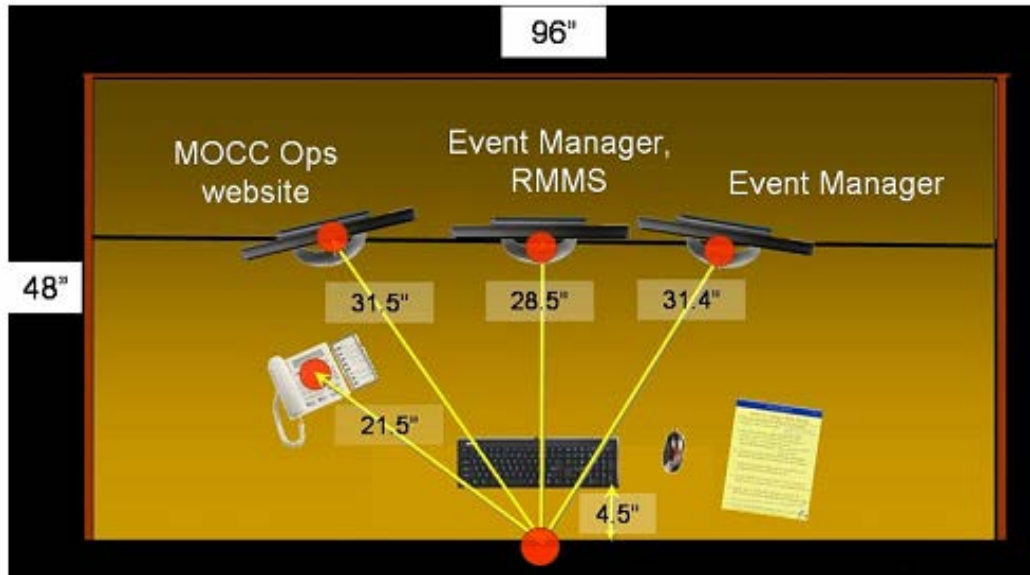 96"
MOCC Ops
website
Event Manager,
RMMS
Event Manager
48"
31.5"
28.5"
31.4"
21.5"
4.5"